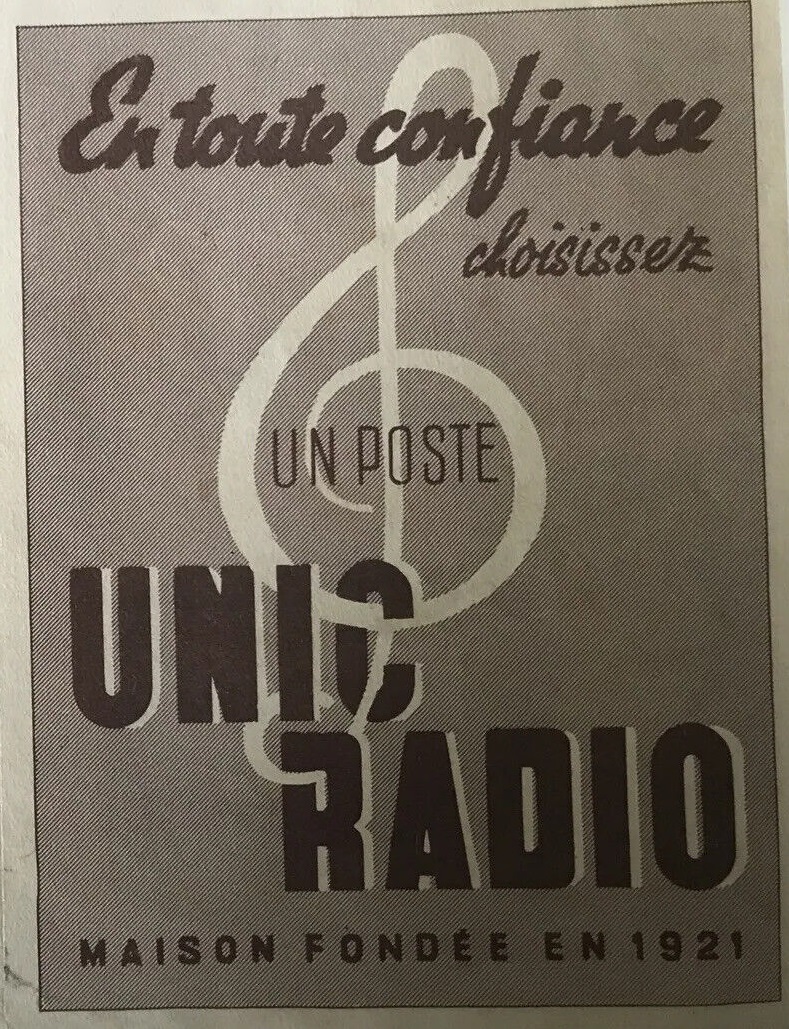 En toute confiance
choisissez
UN POSTE
UNIC
RADIO
MAISON FONDÉE EN 1921